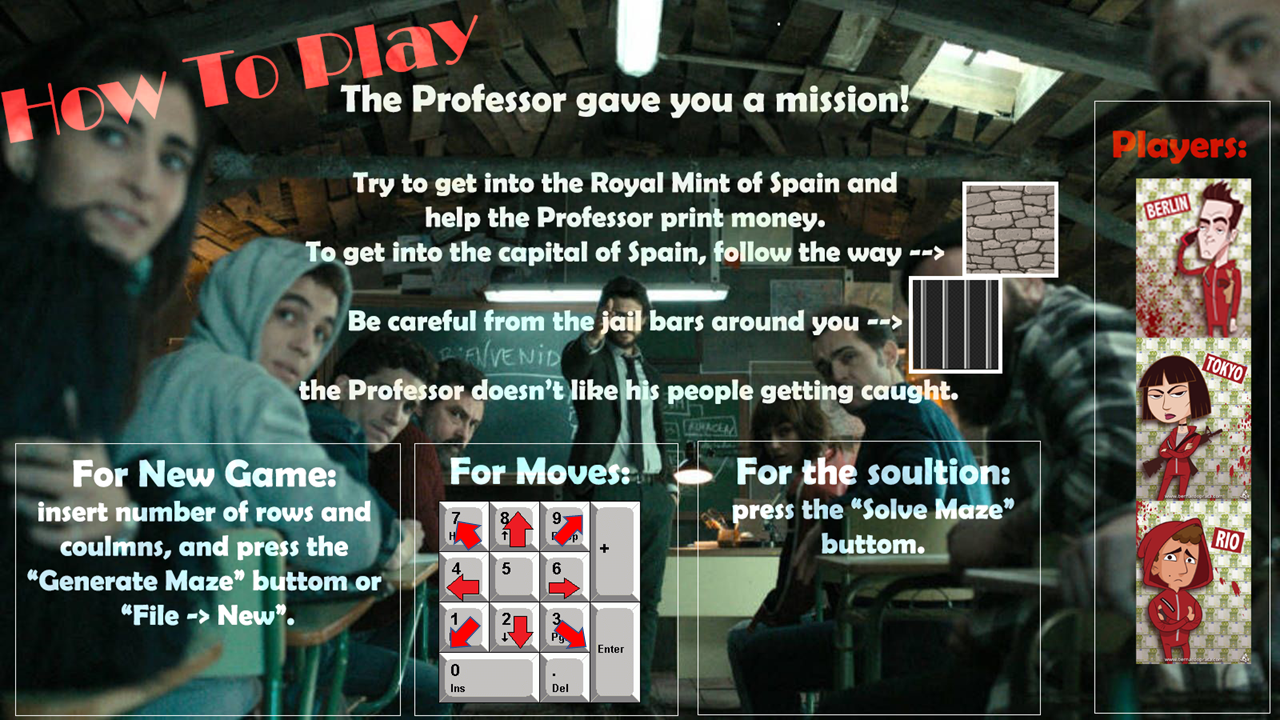 How To Play
The Professor gave you a mission!
Try to get into the Royal Mint of Spain and
help the Professor print money.
To get into the capital of Spain, follow the way -->
Be careful from the jail bars around you -->
the Professor doesn't like his people getting caught.
BIENVENID
For New Game:
insert number of rows and
coulmns, and press the
“Generate Maze” buttom or
“File -> New”.
For Moves:
7
8
9
+
4
5
6
1
2
3
Enter
0
Ins
.
Del
For the soultion:
press the “Solve Maze”
buttom.
Players:
BERLIN
TOKYO
RIO